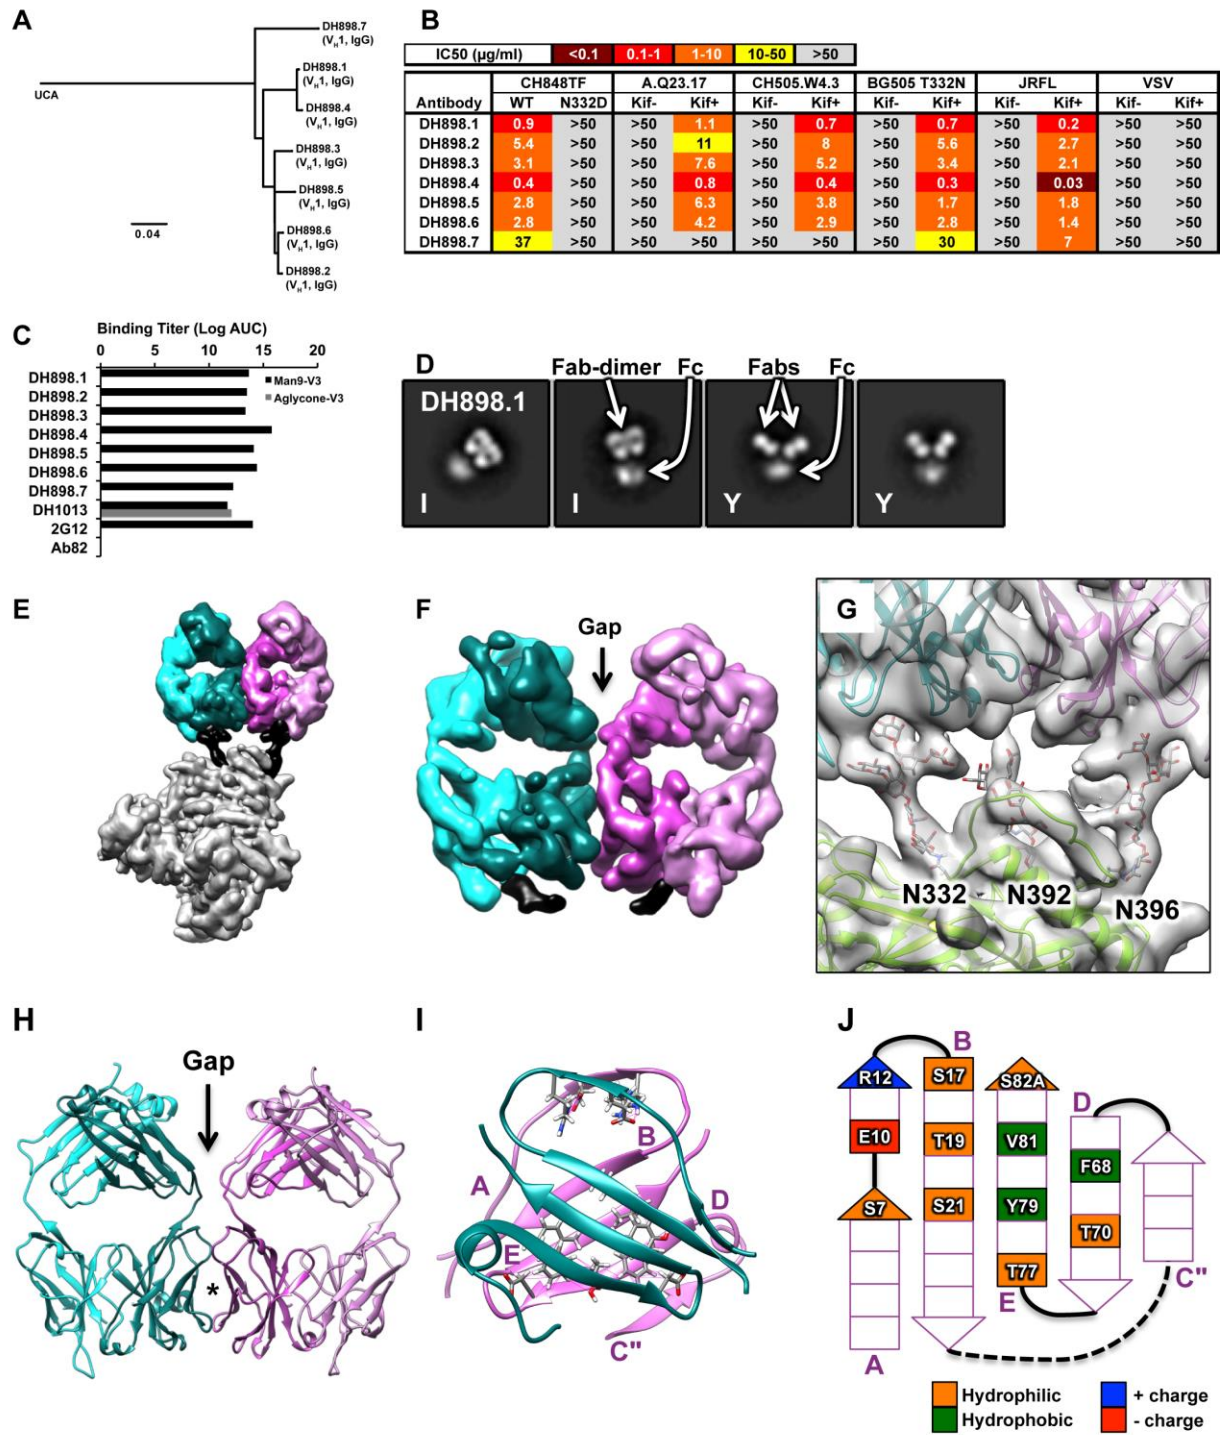 A
DH898.7
(VH1, IgG)
DH898.1
(VH1, IgG)
UCA
DH898.4
(VH1, IgG)
DH898.3
(VH1, IgG)
DH898.5
(VH1, IgG)
0.04
DH898.6
(VH1, IgG)
DH898.2
(VH1, IgG)
B
IC50 (µg/ml) <0.1 0.1-1 1-10 10-50 >50
CH848TF A.Q23.17 CH505.W4.3 BG505 T332N JRFL VSV
Antibody WT N332D Kif- Kif+ Kif- Kif+ Kif- Kif+ Kif- Kif+ Kif- Kif+
DH898.1 0.9 >50 >50 1.1 >50 0.7 >50 0.7 >50 0.2 >50 >50
DH898.2 5.4 >50 >50 11 >50 8 >50 5.6 >50 2.7 >50 >50
DH898.3 3.1 >50 >50 7.6 >50 5.2 >50 3.4 >50 2.1 >50 >50
DH898.4 0.4 >50 >50 0.8 >50 0.4 >50 0.3 >50 0.03 >50 >50
DH898.5 2.8 >50 >50 6.3 >50 3.8 >50 1.7 >50 1.8 >50 >50
DH898.6 2.8 >50 >50 4.2 >50 2.9 >50 2.8 >50 1.4 >50 >50
DH898.7 37 >50 >50 >50 >50 >50 >50 30 >50 7 >50 >50
C
Binding Titer (Log AUC)
0 5 10 15 20
DH898.1
DH898.2
DH898.3
DH898.4
DH898.5
DH898.6
DH898.7
DH1013
2G12
Ab82
Man9-V3
Aglycone-V3
D
Fab-dimer Fc Fabs Fc
DH898.1
I I Y Y
E
F
Gap
G
N332 N392 N396
H
Gap
*
I
B
A
D
E
C"
J
B
R12 S17 S82A
D
E10 T19 V81 F68
S7 S21 Y79 T70
T77
E
C"
A
Hydrophilic + charge
Hydrophobic - charge